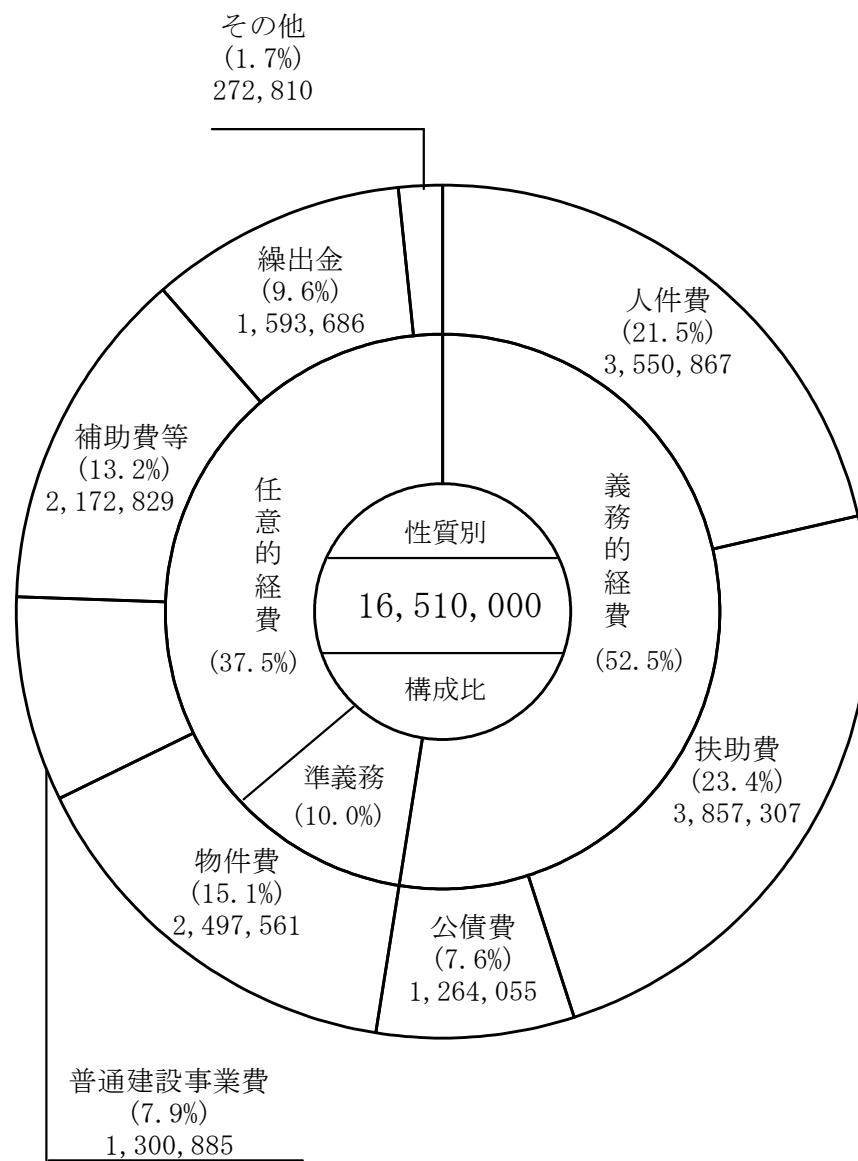 その他
(1.7%)
272,810
繰出金
(9.6%)
1,593,686
人件費
(21.5%)
3,550,867
補助費等
(13.2%)
2,172,829
任意的経費
(37.5%)
義務的経費
(52.5%)
性質別
16,510,000
構成比
準義務
(10.0%)
扶助費
(23.4%)
3,857,307
物件費
(15.1%)
2,497,561
公債費
(7.6%)
1,264,055
普通建設事業費
(7.9%)
1,300,885